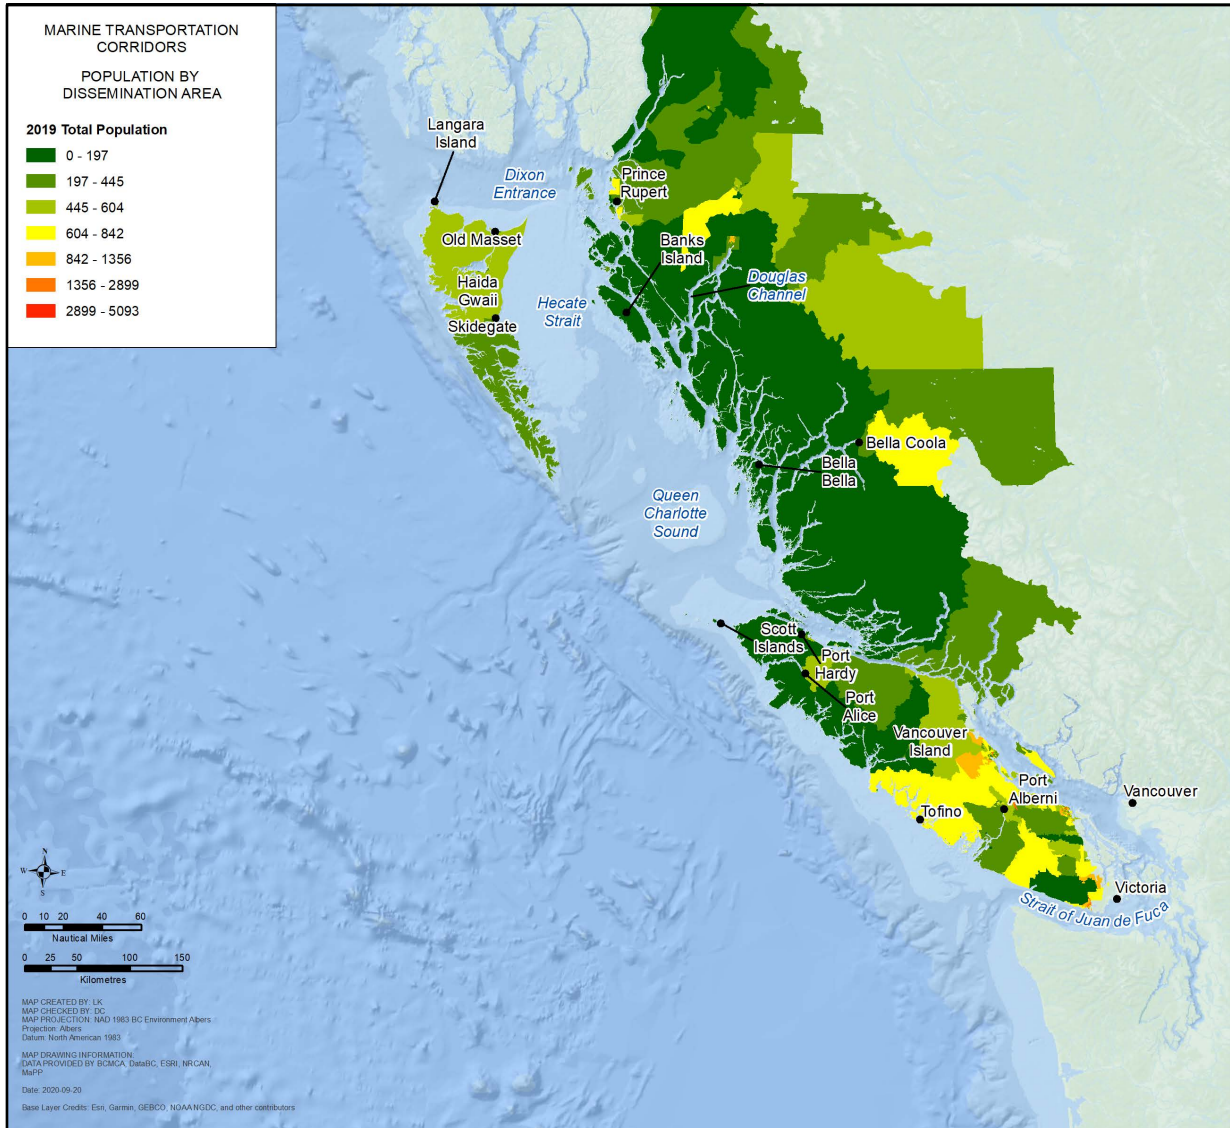 MARINE TRANSPORTATION
CORRIDORS
POPULATION BY
DISSEMINATION AREA
2019 Total Population
0 - 197
197 - 445
445 - 604
604 - 842
842 - 1356
1356 - 2899
2899 - 5093
Langara
Island
Dixon
Entrance
Prince
Rupert
Old Masset
Banks
Island
Haida
Gwaii
Hecate
Strait
Douglas
Channel
Skidegate
Bella Coola
Bella
Bella
Queen
Charlotte
Sound
Scott
Islands
Port
Hardy
Port
Alice
Vancouver
Island
Port
Alberni
Vancouver
Tofino
Victoria
Strait of Juan de Fuca
N
W
E
S
0 10 20 40 60
Nautical Miles
0 25 50 100 150
Kilometres
MAP CREATED BY: LK
MAP CHECKED BY: DC
MAP PROJECTION: NAD 1983 BC Environment Albers
Projection: Albers
Datum: North American 1983
MAP DRAWING INFORMATION:
DATA PROVIDED BY BCMCA, DataBC, ESRI, NRCAN,
MaPP
Date: 2020-09-20
Base Layer Credits: Esri, Garmin, GEBCO, NOAA NGDC, and other contributors